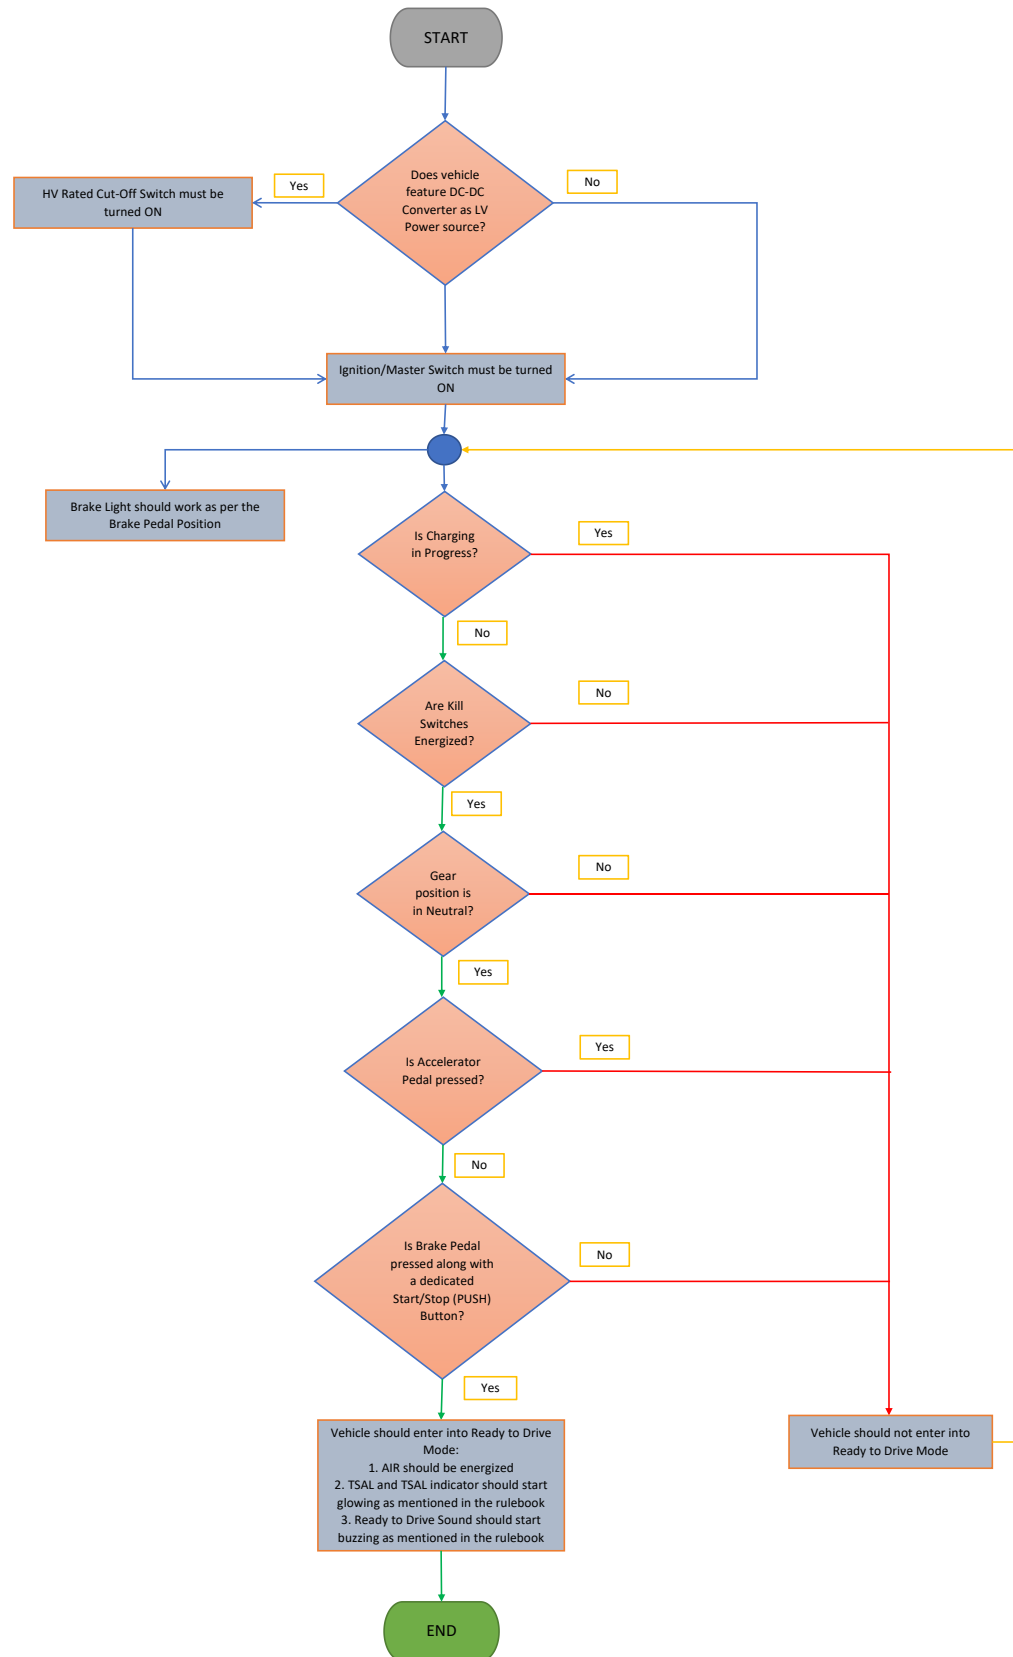 START
Does vehicle
feature DC-DC
Converter as LV
Power source?
Yes
No
HV Rated Cut-Off Switch must be
turned ON
Ignition/Master Switch must be turned
ON
Brake Light should work as per the
Brake Pedal Position
Is Charging
in Progress?
Yes
No
Are Kill
Switches
Energized?
No
Yes
Gear
position is
in Neutral?
No
Yes
Is Accelerator
Pedal pressed?
Yes
No
Is Brake Pedal
pressed along with
a dedicated
Start/Stop (PUSH)
Button?
No
Yes
Vehicle should enter into Ready to Drive
Mode:
1. AIR should be energized
2. TSAL and TSAL indicator should start
glowing as mentioned in the rulebook
3. Ready to Drive Sound should start
buzzing as mentioned in the rulebook
Vehicle should not enter into
Ready to Drive Mode
END